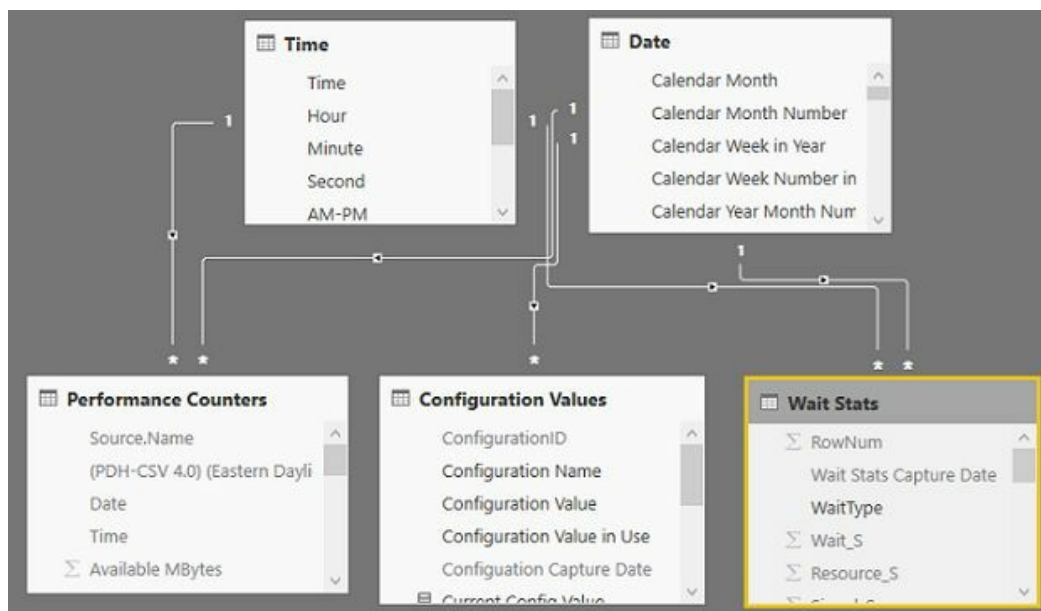 Time
Time
Hour
Minute
Second
AM-PM
Date
Calendar Month
Calendar Month Number
Calendar Week in Year
Calendar Week Number in
Calendar Year Month Num
1
1
1
1
1
*
*
*
*
*
Performance Counters
Source.Name
(PDH-CSV 4.0) (Eastern Dayli
Date
Time
Σ Available MBytes
Configuration Values
ConfigurationID
Configuration Name
Configuration Value
Configuration Value in Use
Configuation Capture Date
Current Config Value
Wait Stats
Σ RowNum
Wait Stats Capture Date
WaitType
Σ Wait_S
Σ Resource_S